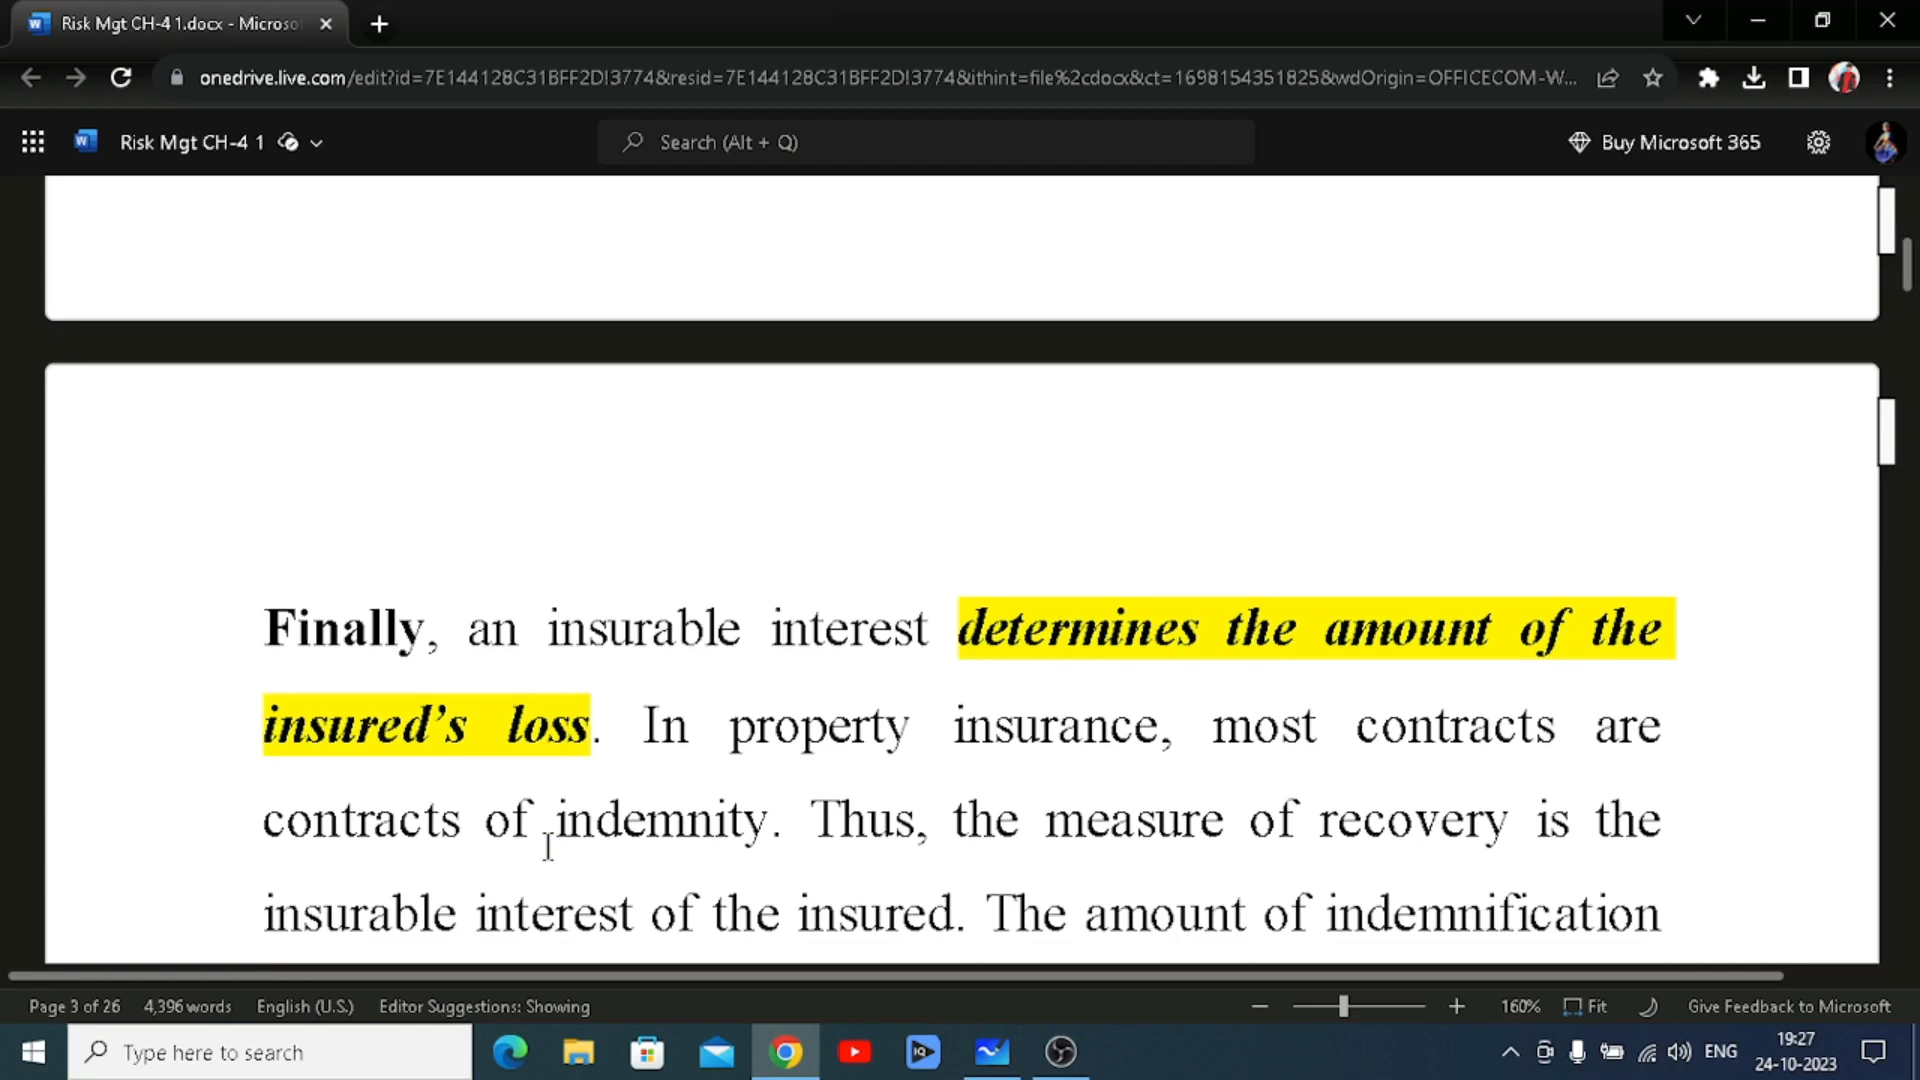 Risk Mgt CH-4 1.docx - Microso
onedrive.live.com/edit?id=7E144128C31BFF2D!3774&resid=7E144128C31BFF2D!3774&ithint=file%2cdocx&ct=1698154351825&wdOrigin=OFFICECOM-W...
Risk Mgt CH-4 1
Search (Alt + Q)
Buy Microsoft 365
Finally, an insurable interest determines the amount of the
insured’s loss. In property insurance, most contracts are
contracts of indemnity. Thus, the measure of recovery is the
insurable interest of the insured. The amount of indemnification
Page 3 of 26 4,396 words English (U.S.) Editor Suggestions: Showing 160% Fit Give Feedback to Microsoft
Type here to search
ENG
19:27
24-10-2023